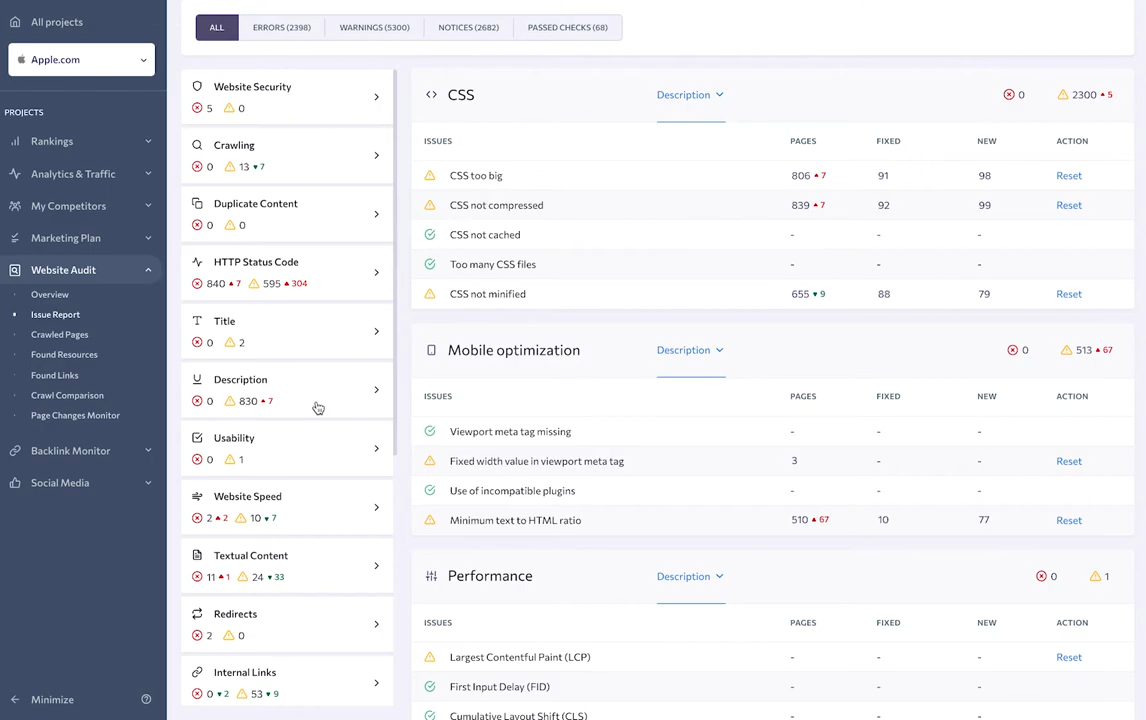 All projects
Apple.com
PROJECTS
Rankings
Analytics & Traffic
My Competitors
Marketing Plan
Website Audit
Overview
Issue Report
Crawled Pages
Found Resources
Found Links
Crawl Comparison
Page Changes Monitor
Backlink Monitor
Social Media
Minimize
ALL ERRORS (2398) WARNINGS (5300) NOTICES (2682) PASSED CHECKS (68)
Website Security
5 0
Crawling
0 13 ▾ 7
Duplicate Content
0 0
HTTP Status Code
840 ▴ 7 595 ▴ 304
Title
0 2
Description
0 830 ▴ 7
Usability
0 1
Website Speed
2 ▴ 2 10 ▾ 7
Textual Content
11 ▴ 1 24 ▾ 33
Redirects
2 0
Internal Links
0 ▾ 2 53 ▾ 9
CSS Description 0 2300 ▴ 5
ISSUES PAGES FIXED NEW ACTION
CSS too big 806 ▴ 7 91 98 Reset
CSS not compressed 839 ▴ 7 92 99 Reset
CSS not cached - - -
Too many CSS files - - -
CSS not minified 655 ▾ 9 88 79 Reset
Mobile optimization Description 0 513 ▴ 67
ISSUES PAGES FIXED NEW ACTION
Viewport meta tag missing - - -
Fixed width value in viewport meta tag 3 - - Reset
Use of incompatible plugins - - -
Minimum text to HTML ratio 510 ▴ 67 10 77 Reset
Performance Description 0 1
ISSUES PAGES FIXED NEW ACTION
Largest Contentful Paint (LCP) - - - Reset
First Input Delay (FID) - - -
Cumulative Layout Shift (CLS) - - -